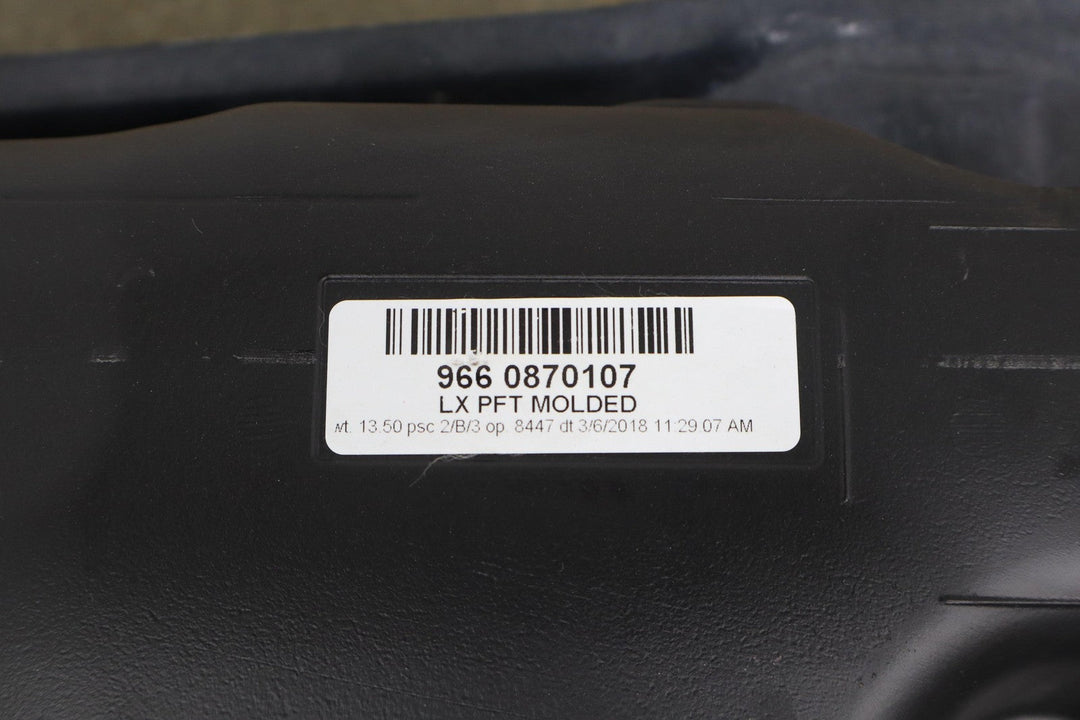 966 0870107
LX PFT MOLDED
wt. 13.50 psc 2/B/3 op. 8447 dt 3/6/2018 11:29:07 AM